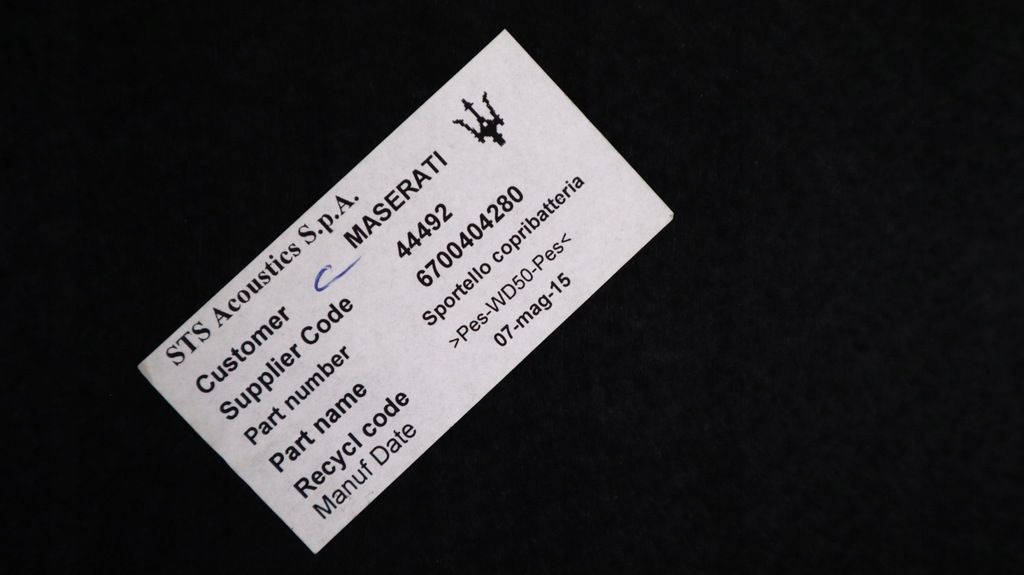 STS Acoustics S.p.A.
Customer MASERATI
Supplier Code 44492
Part number 6700404280
Part name Sportello copribatteria
Recycl code >Pes-WD50-Pes<
Manuf Date 07-mag-15